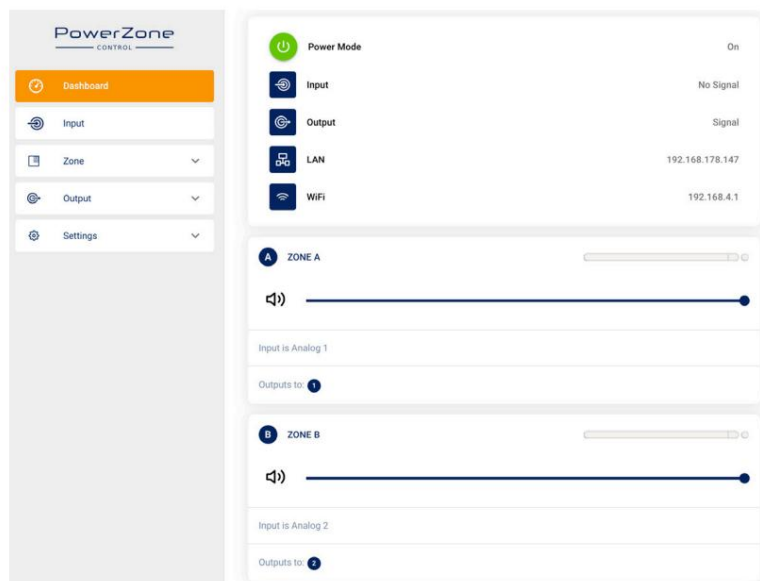 PowerZone
CONTROL
Dashboard
Input
Zone
Output
Settings
Power Mode On
Input No Signal
Output Signal
LAN 192.168.178.147
WiFi 192.168.4.1
A ZONE A
Input is Analog 1
Outputs to: 1
B ZONE B
Input is Analog 2
Outputs to: 2